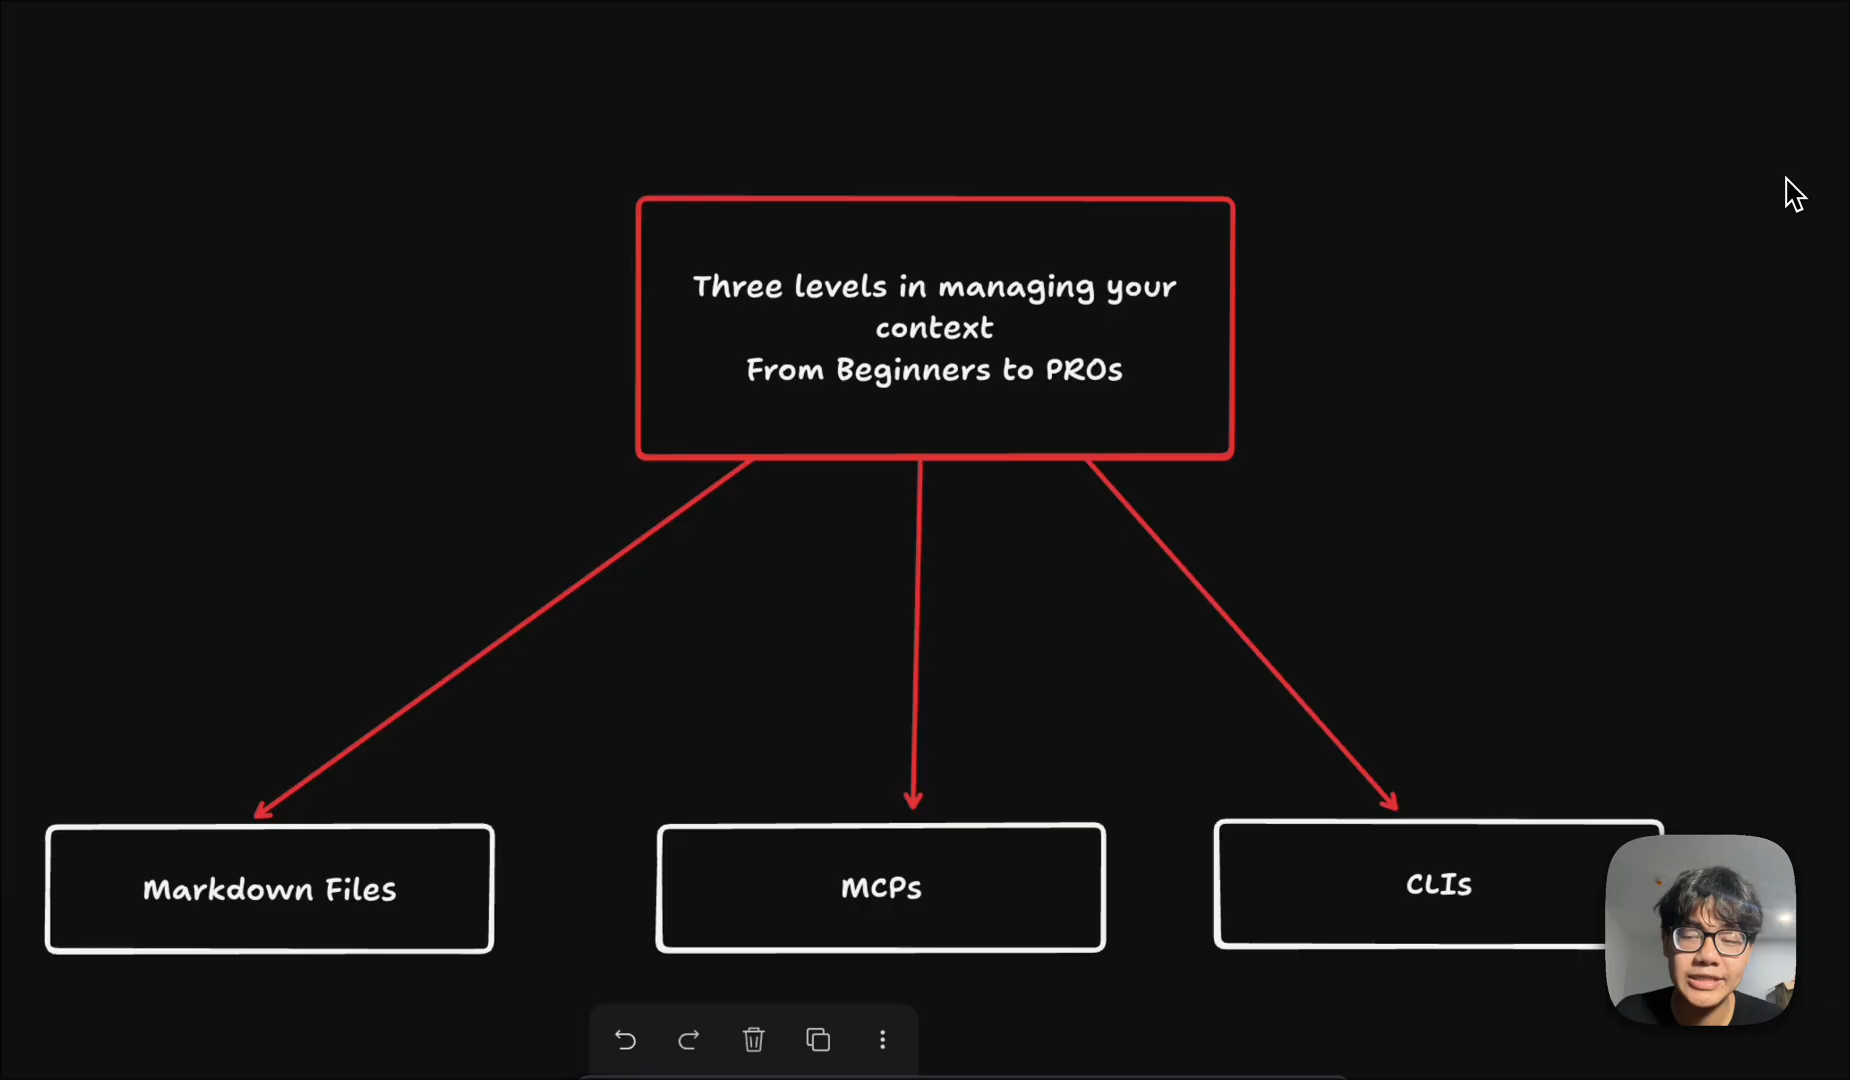 Three levels in managing your
context
From Beginners to PROs
Markdown Files
MCPs
CLIs